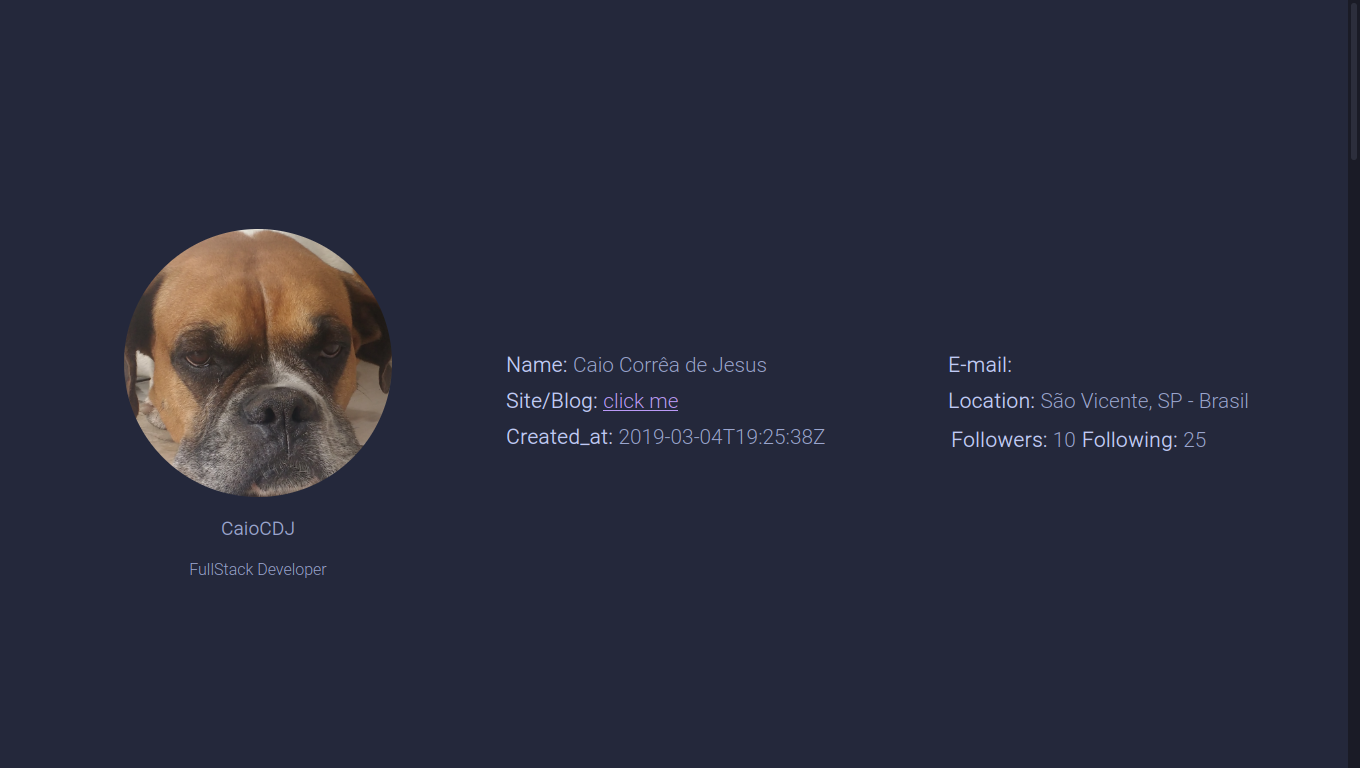 CaioCDJ
FullStack Developer
Name: Caio Corrêa de Jesus
Site/Blog: click me
Created_at: 2019-03-04T19:25:38Z
E-mail:
Location: São Vicente, SP - Brasil
Followers: 10 Following: 25